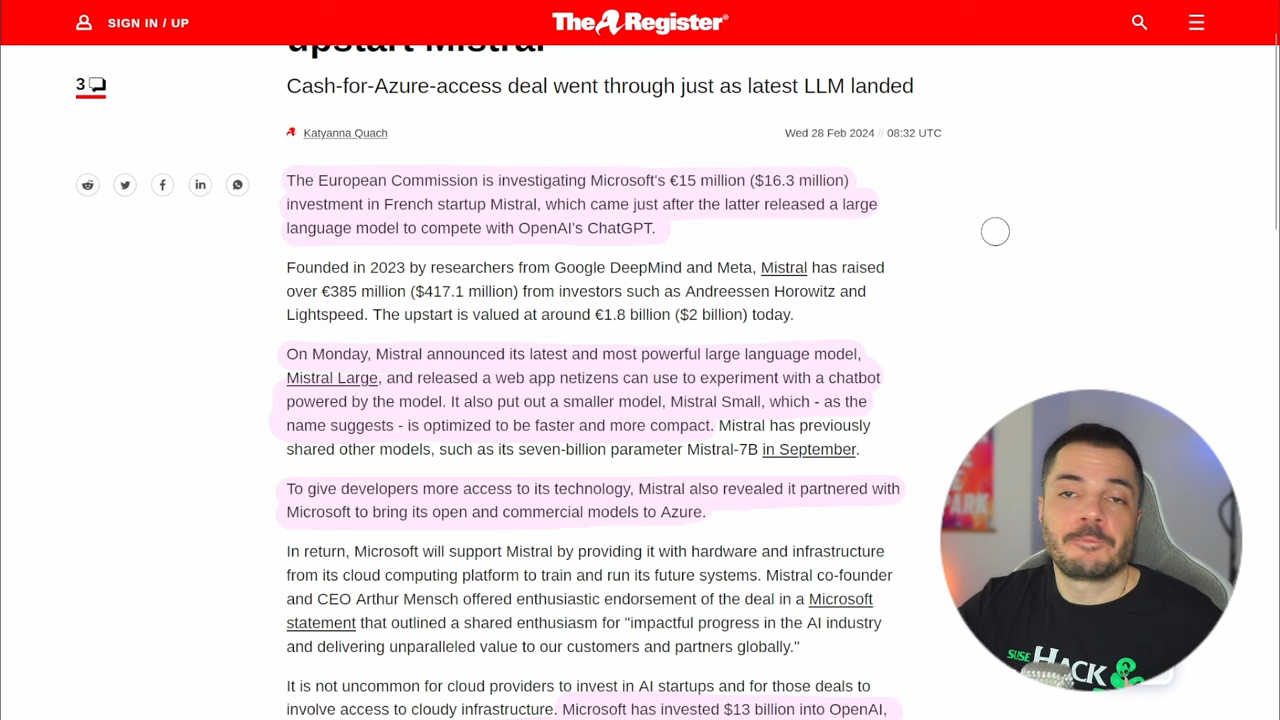 SIGN IN / UP
The Register®
upstart Mistral
3
Cash-for-Azure-access deal went through just as latest LLM landed
Katyanna Quach
Wed 28 Feb 2024 // 08:32 UTC
The European Commission is investigating Microsoft's €15 million ($16.3 million)
investment in French startup Mistral, which came just after the latter released a large
language model to compete with OpenAI's ChatGPT.
Founded in 2023 by researchers from Google DeepMind and Meta, Mistral has raised
over €385 million ($417.1 million) from investors such as Andreessen Horowitz and
Lightspeed. The upstart is valued at around €1.8 billion ($2 billion) today.
On Monday, Mistral announced its latest and most powerful large language model,
Mistral Large, and released a web app netizens can use to experiment with a chatbot
powered by the model. It also put out a smaller model, Mistral Small, which - as the
name suggests - is optimized to be faster and more compact. Mistral has previously
shared other models, such as its seven-billion parameter Mistral-7B in September.
To give developers more access to its technology, Mistral also revealed it partnered with
Microsoft to bring its open and commercial models to Azure.
In return, Microsoft will support Mistral by providing it with hardware and infrastructure
from its cloud computing platform to train and run its future systems. Mistral co-founder
and CEO Arthur Mensch offered enthusiastic endorsement of the deal in a Microsoft
statement that outlined a shared enthusiasm for "impactful progress in the AI industry
and delivering unparalleled value to our customers and partners globally."
It is not uncommon for cloud providers to invest in AI startups and for those deals to
involve access to cloudy infrastructure. Microsoft has invested $13 billion into OpenAI,
SUSE HACK